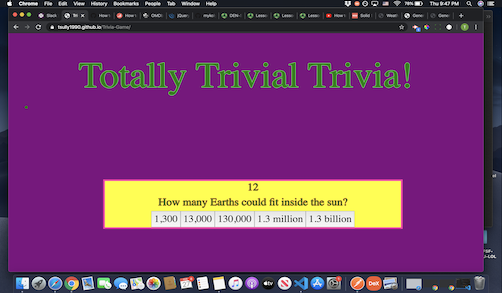 Chrome File Edit View History Bookmarks People Tab Window Help
79% Thu 9:47 PM
tsully1990.github.io/Trivia-Game/
Totally Trivial Trivia!
12
How many Earths could fit inside the sun?
1,300 13,000 130,000 1.3 million 1.3 billion